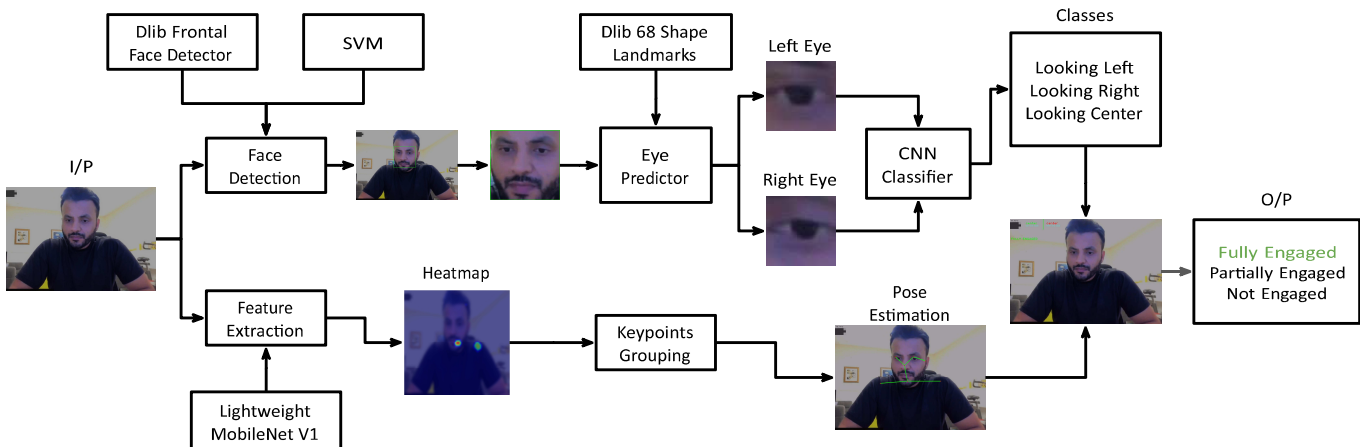 Dlib Frontal
Face Detector
SVM
Dlib 68 Shape
Landmarks
Left Eye
Classes
Looking Left
Looking Right
Looking Center
I/P
Face
Detection
Eye
Predictor
Right Eye
CNN
Classifier
O/P
Fully Engaged
Partially Engaged
Not Engaged
Feature
Extraction
Heatmap
Keypoints
Grouping
Pose
Estimation
Lightweight
MobileNet V1